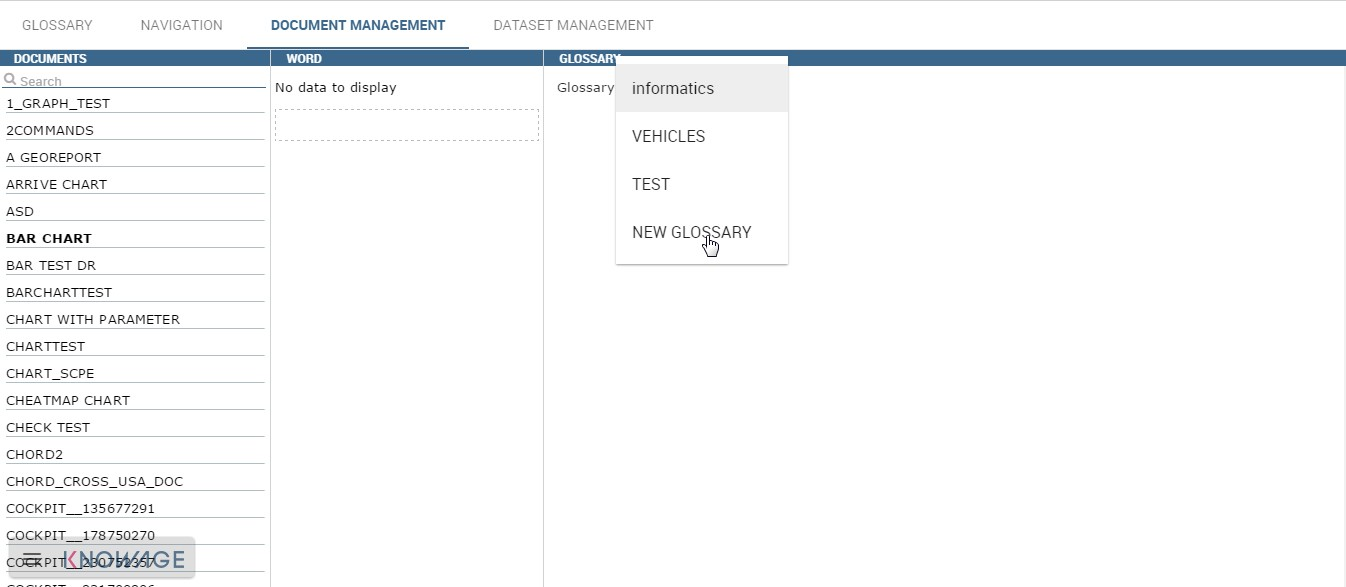 GLOSSARY NAVIGATION DOCUMENT MANAGEMENT DATASET MANAGEMENT
DOCUMENTS WORD GLOSSARY
Search
No data to display
Glossary
informatics
VEHICLES
TEST
NEW GLOSSARY
1_GRAPH_TEST
2COMMANDS
A GEOREPORT
ARRIVE CHART
ASD
BAR CHART
BAR TEST DR
BARCHARTTEST
CHART WITH PARAMETER
CHARTTEST
CHART_SCPE
CHEATMAP CHART
CHECK TEST
CHORD2
CHORD_CROSS_USA_DOC
COCKPIT__135677291
COCKPIT__178750270
COCKPIT__230752357
KNOWAGE